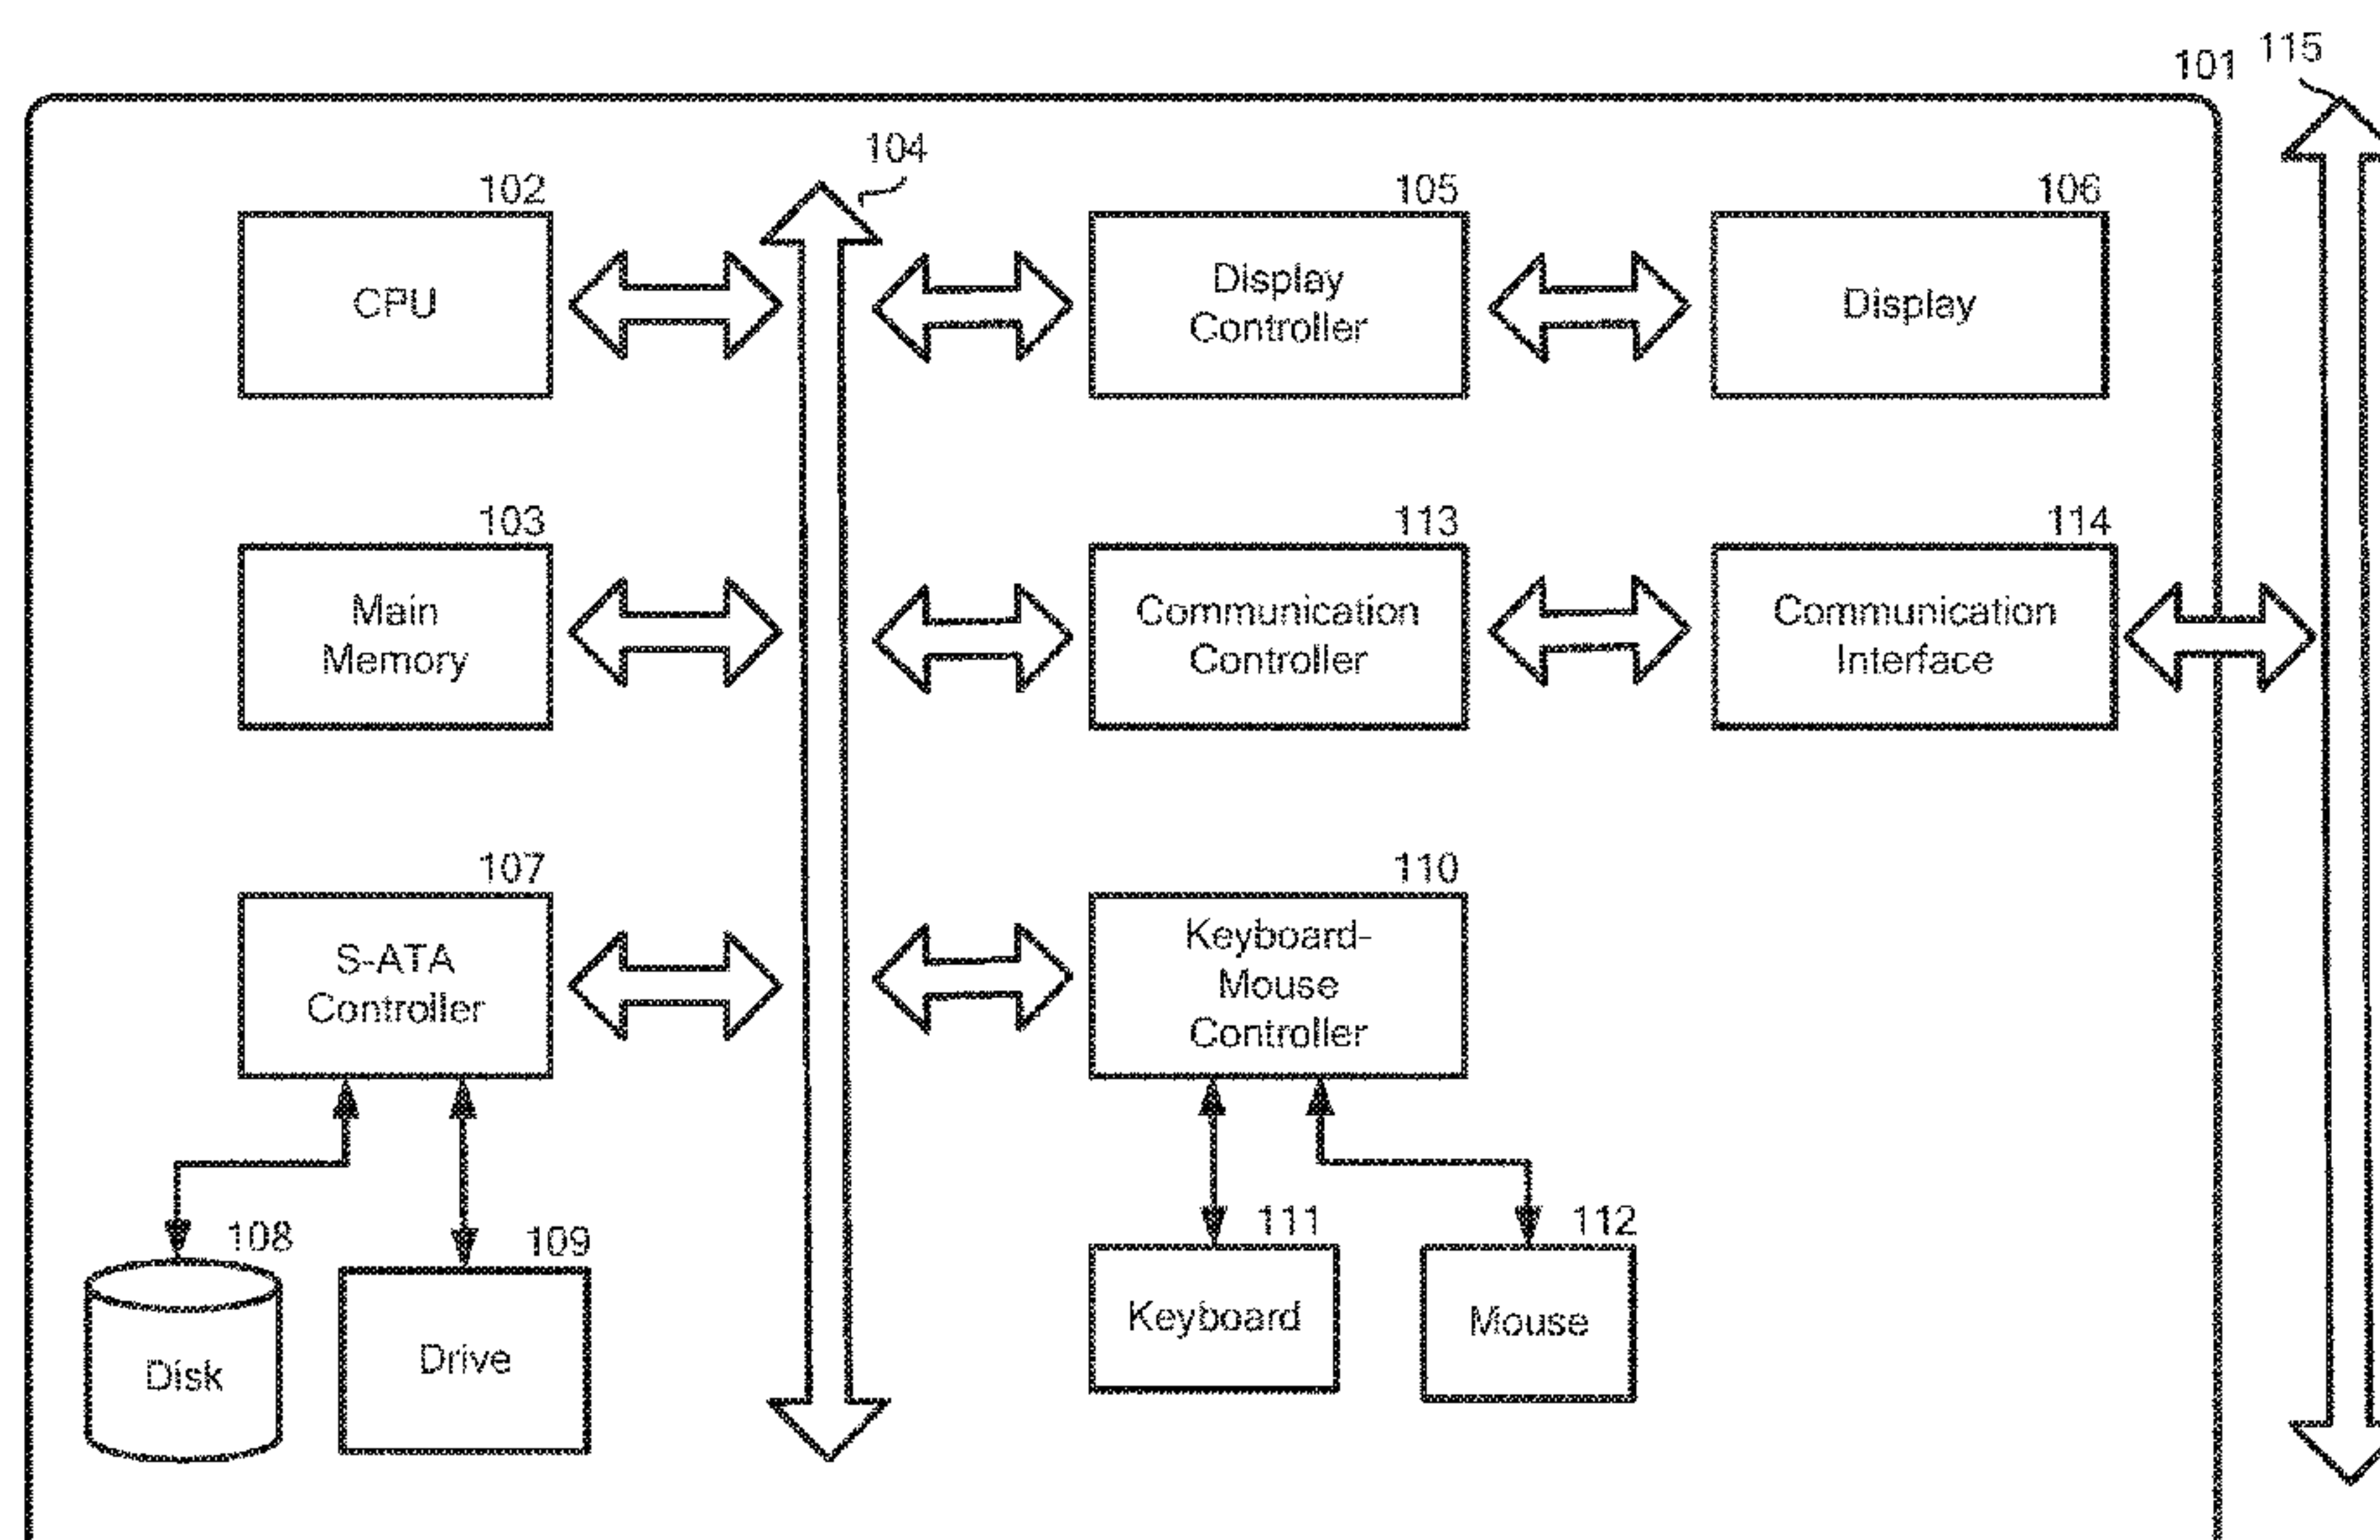 101
115
104
102
CPU
105
Display
Controller
106
Display
103
Main
Memory
113
Communication
Controller
114
Communication
Interface
107
S-ATA
Controller
110
Keyboard-
Mouse
Controller
108
Disk
109
Drive
111
Keyboard
112
Mouse